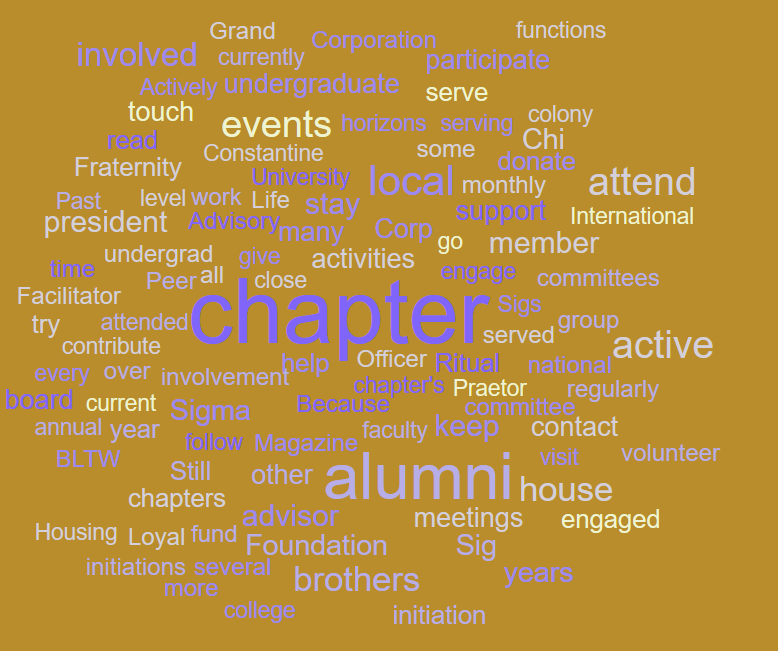 Grand functions
Corporation
involved currently participate
Actively undergraduate serve
touch events horizons serving colony
read Constantine some Chi
Fraternity University local donate
Past level work Life stay monthly attend
president Advisory many Corp support International
undergrad give activities go member
time Peer all close engage committees
Facilitator chapter Sigs
try attended served group active
contribute help Officer Ritual national
every over involvement chapter's Praetor regularly
board current Sigma Because committee
annual year follow Magazine faculty keep contact
BLTW Still other alumni visit volunteer
chapters house
advisor meetings engaged
Housing Loyal fund Foundation Sig
initiations several brothers years
more
college initiation